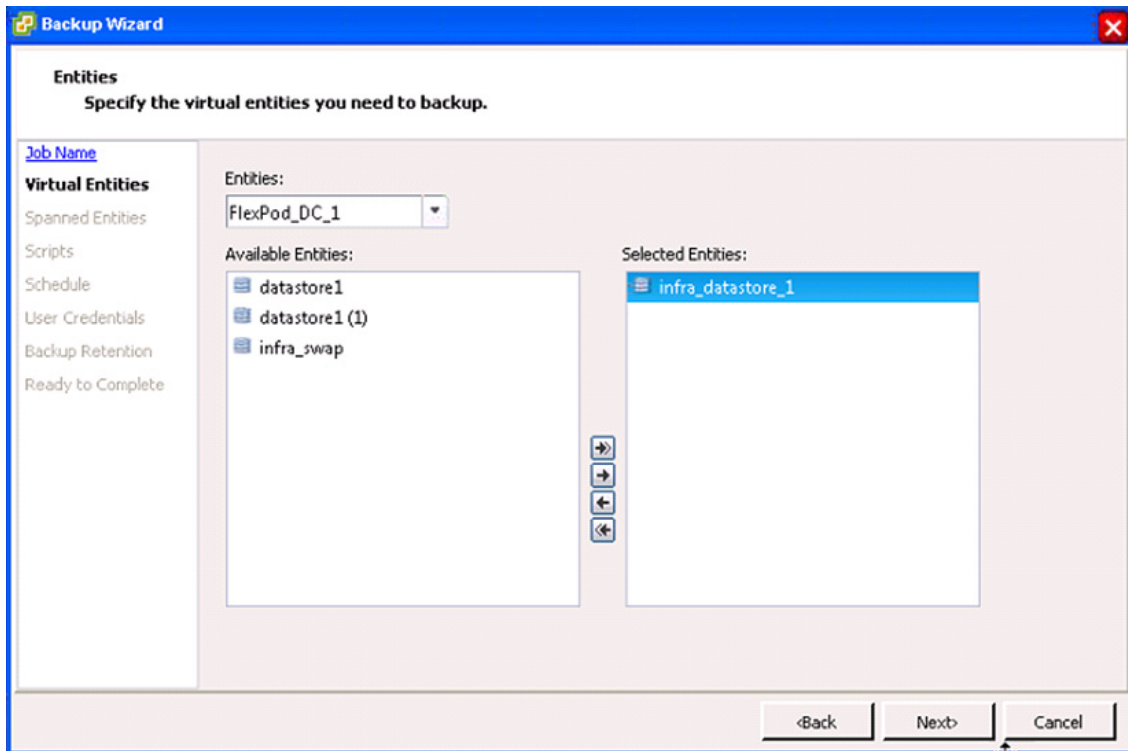 Backup Wizard
Entities
Specify the virtual entities you need to backup.
Job Name
Virtual Entities
Spanned Entities
Scripts
Schedule
User Credentials
Backup Retention
Ready to Complete
Entities:
FlexPod_DC_1
Available Entities:
datastore1
datastore1 (1)
infra_swap
Selected Entities:
infra_datastore_1
<Back
Next>
Cancel